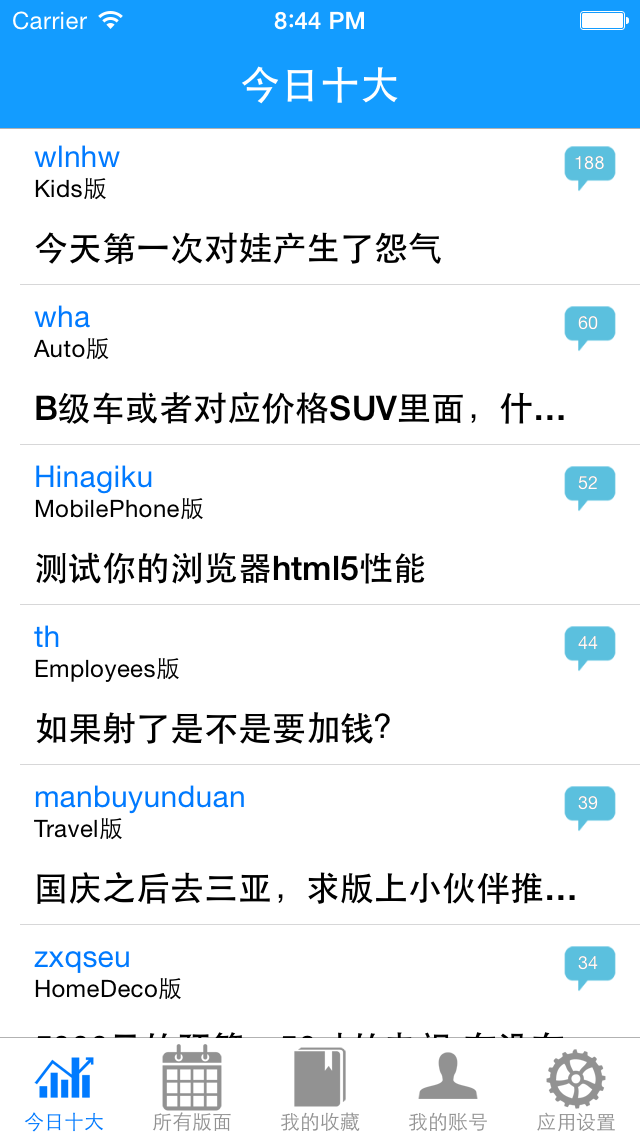 Carrier 8:44 PM
今日十大
wlnhw 188
Kids版
今天第一次对娃产生了怨气
wha 60
Auto版
B级车或者对应价格SUV里面，什...
Hinagiku 52
MobilePhone版
测试你的浏览器html5性能
th 44
Employees版
如果射了是不是要加钱？
manbuyunduan 39
Travel版
国庆之后去三亚，求版上小伙伴推...
zxqseu 34
HomeDeco版
今日十大 所有版面 我的收藏 我的账号 应用设置